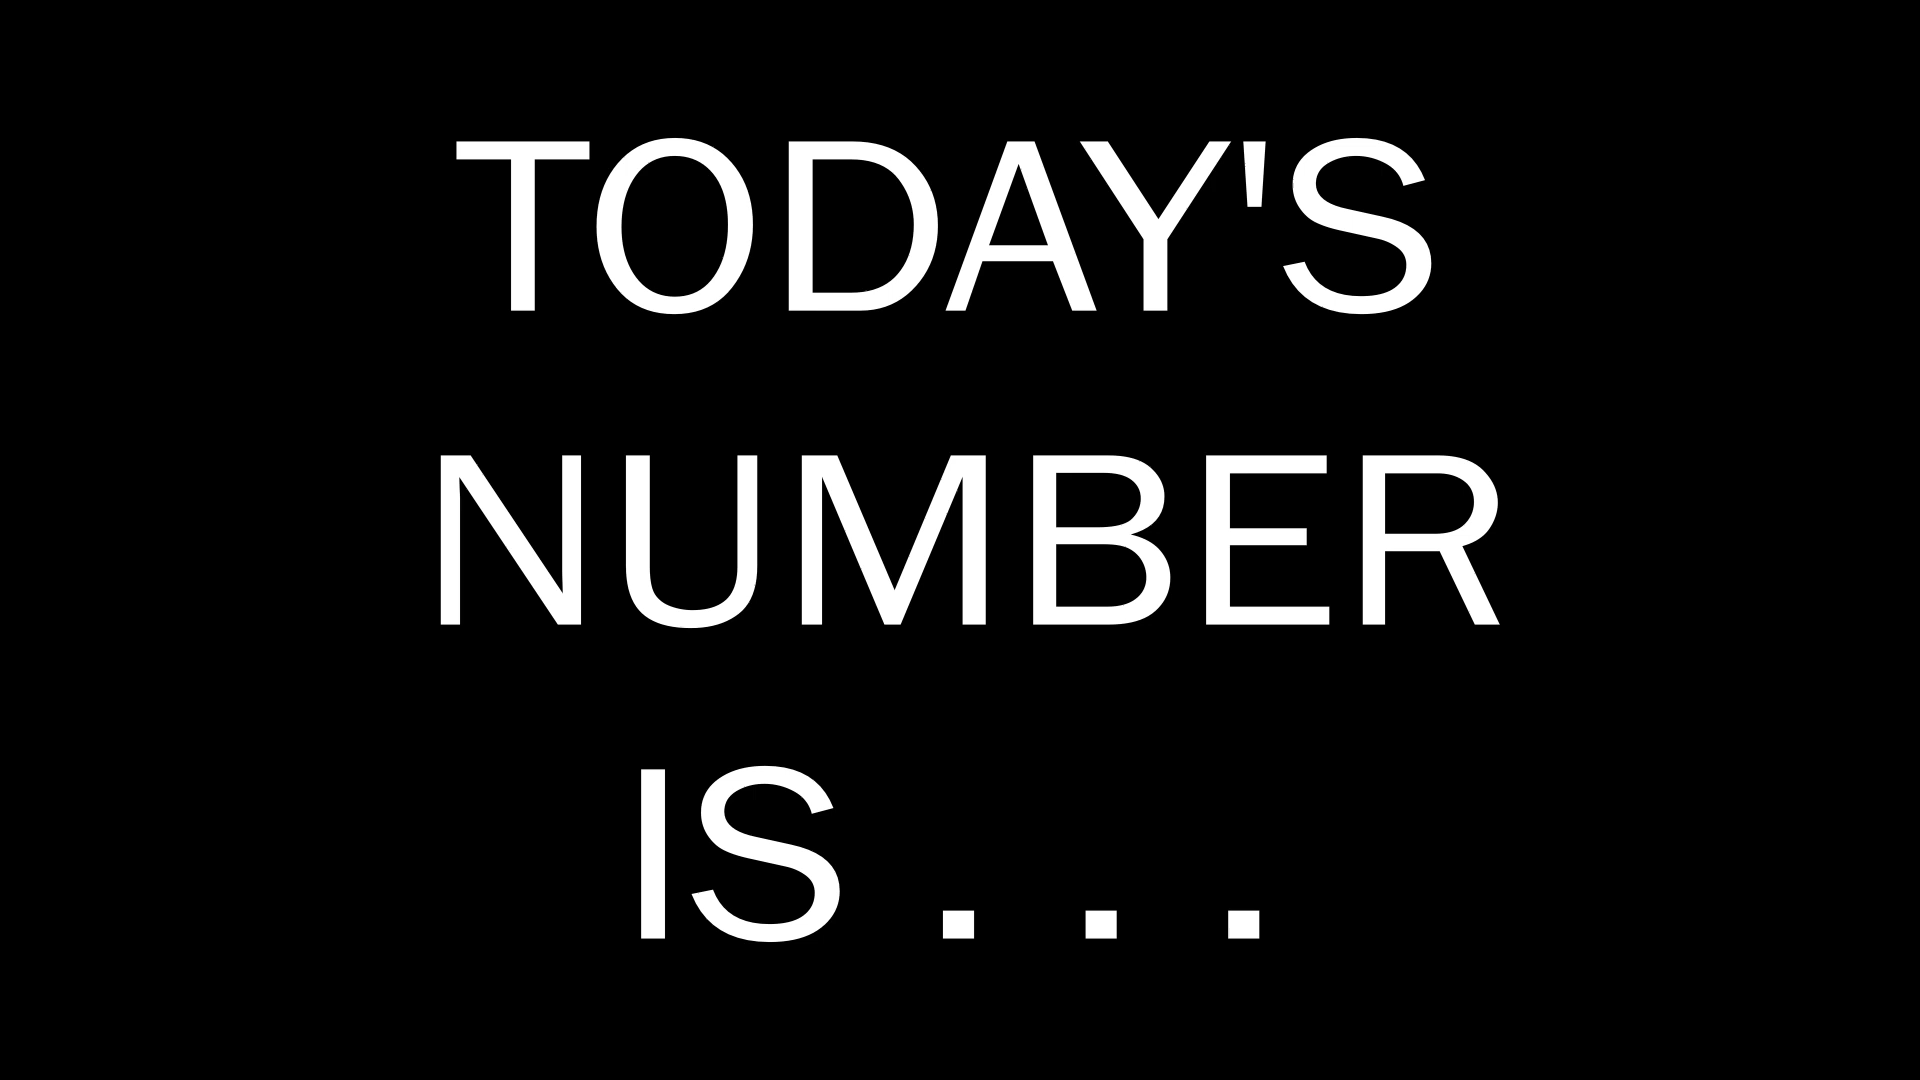 TODAY'S
NUMBER
IS . . .